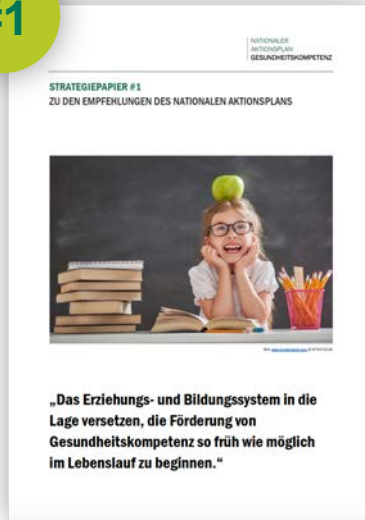 #1
NATIONALER
AKTIONSPLAN
GESUNDHEITSKOMPETENZ
STRATEGIEPAPIER #1
ZU DEN EMPFEHLUNGEN DES NATIONALEN AKTIONSPLANS
„Das Erziehungs- und Bildungssystem in die
Lage versetzen, die Förderung von
Gesundheitskompetenz so früh wie möglich
im Lebenslauf zu beginnen.“